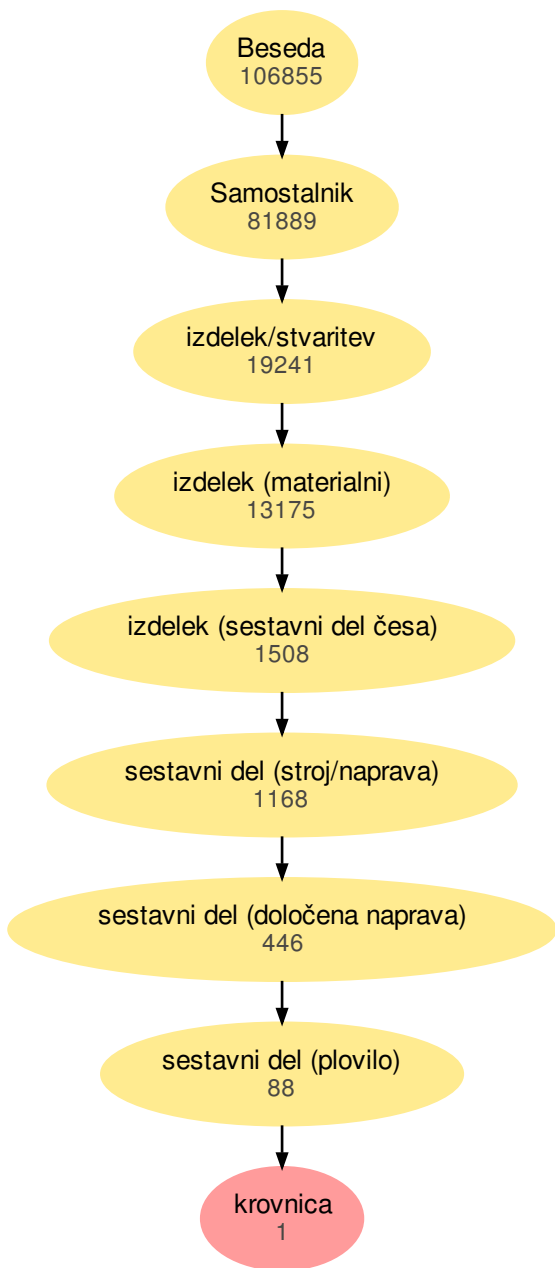 Beseda
106855
Samostalnik
81889
izdelek/stvaritev
19241
izdelek (materialni)
13175
izdelek (sestavni del česa)
1508
sestavni del (stroj/naprava)
1168
sestavni del (določena naprava)
446
sestavni del (plovilo)
88
krovnica
1